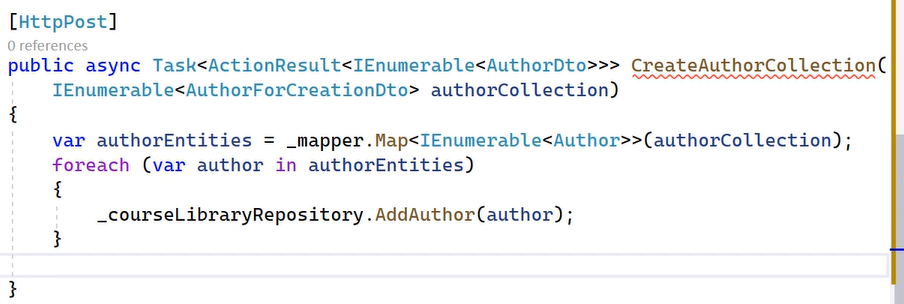 [HttpPost]
0 references
public async Task<ActionResult<IEnumerable<AuthorDto>>> CreateAuthorCollection(
    IEnumerable<AuthorForCreationDto> authorCollection)
{
    var authorEntities = _mapper.Map<IEnumerable<Author>>(authorCollection);
    foreach (var author in authorEntities)
    {
        _courseLibraryRepository.AddAuthor(author);
    }
}